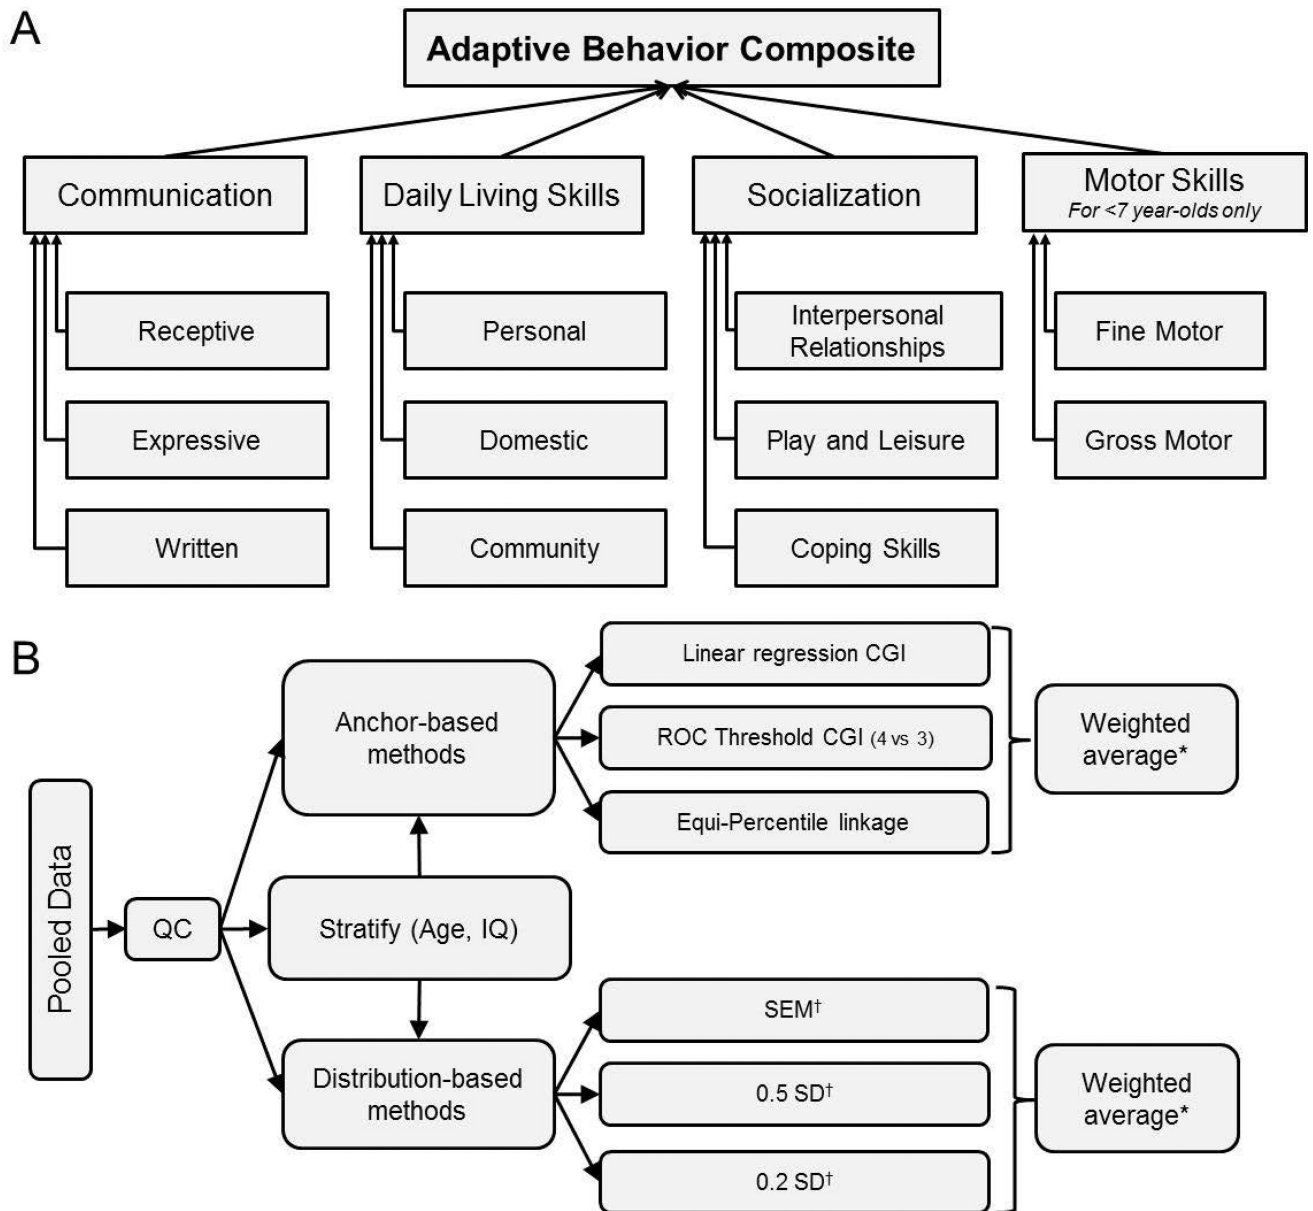 A
Adaptive Behavior Composite
Communication
Daily Living Skills
Socialization
Motor Skills
For <7 year-olds only
Receptive
Personal
Interpersonal
Relationships
Fine Motor
Expressive
Domestic
Play and Leisure
Gross Motor
Written
Community
Coping Skills
B
Pooled Data
QC
Anchor-based
methods
Stratify (Age, IQ)
Distribution-based
methods
Linear regression CGI
ROC Threshold CGI (4 vs 3)
Equi-Percentile linkage
Weighted
average*
SEM†
0.5 SD†
0.2 SD†
Weighted
average*